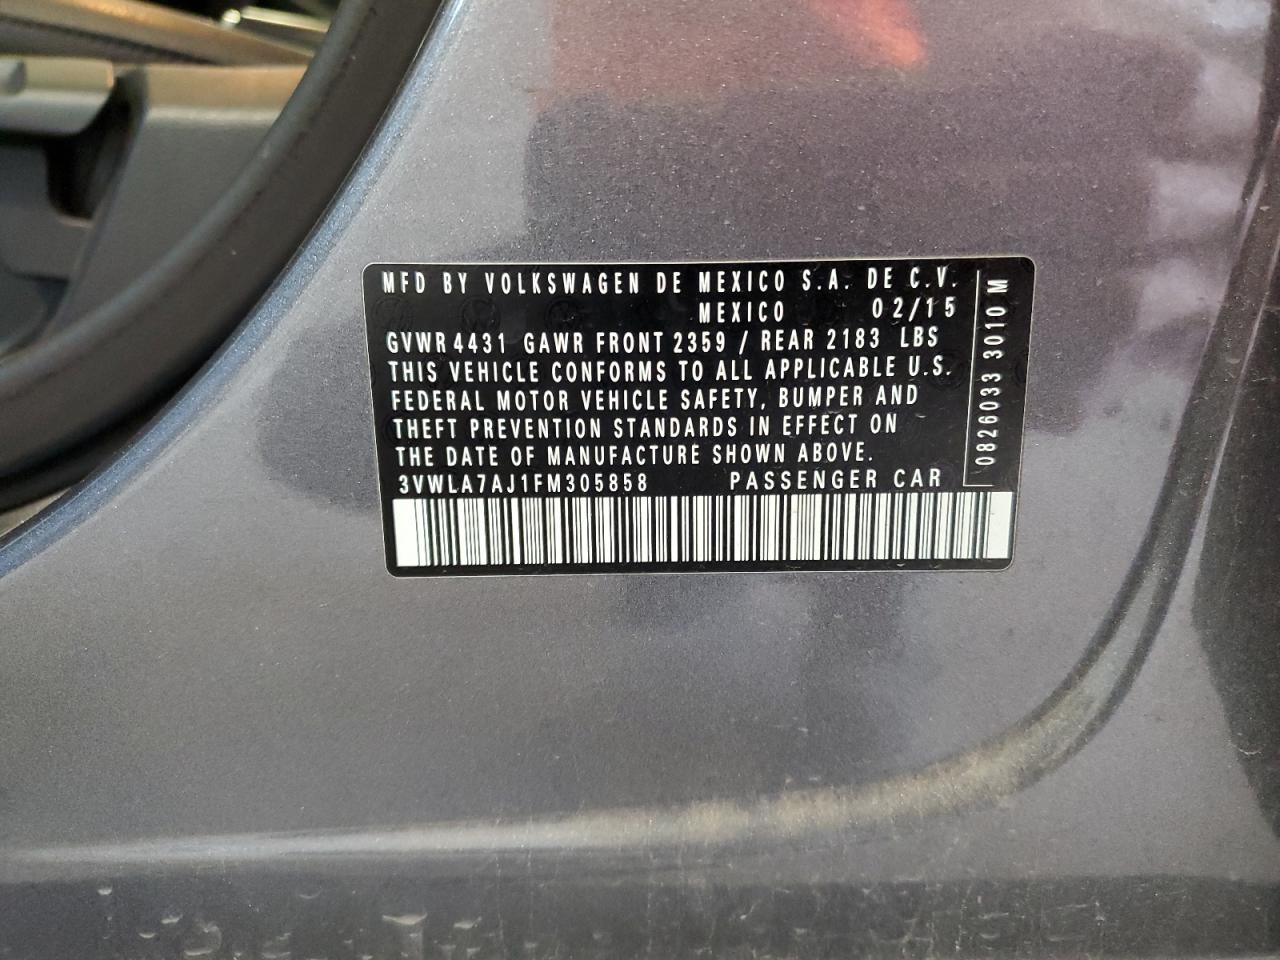 MFD BY VOLKSWAGEN DE MEXICO S.A. DE C.V.
MEXICO 02/15
GVWR 4431 GAWR FRONT 2359 / REAR 2183 LBS
THIS VEHICLE CONFORMS TO ALL APPLICABLE U.S.
FEDERAL MOTOR VEHICLE SAFETY, BUMPER AND
THEFT PREVENTION STANDARDS IN EFFECT ON
THE DATE OF MANUFACTURE SHOWN ABOVE.
3VWLA7AJ1FM305858 PASSENGER CAR
0826033 3010 M